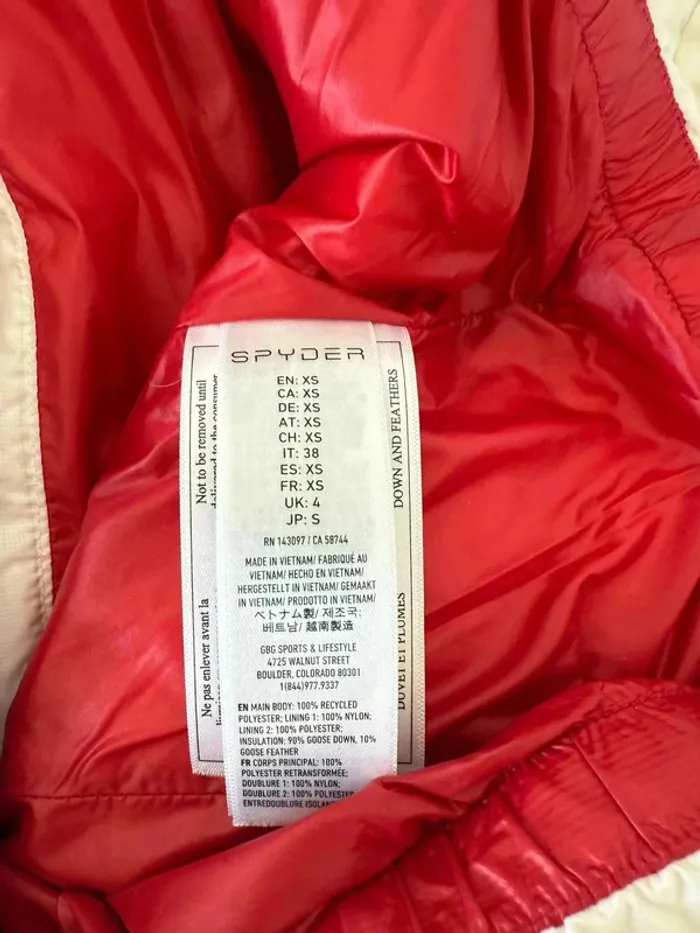 SPYDER
EN: XS
CA: XS
DE: XS
AT: XS
CH: XS
IT: 38
ES: XS
FR: XS
UK: 4
JP: S
RN 143097 / CA 58744
MADE IN VIETNAM/ FABRIQUÉ AU
VIETNAM/ HECHO EN VIETNAM/
HERGESTELLT IN VIETNAM/ GEMAAKT
IN VIETNAM/ PRODOTTO IN VIETNAM/
ベトナム製/ 제조국:
베트남/ 越南製造
GBG SPORTS & LIFESTYLE
4725 WALNUT STREET
BOULDER, COLORADO 80301
1(844)977.9337
EN MAIN BODY: 100% RECYCLED
POLYESTER; LINING 1: 100% NYLON;
LINING 2: 100% POLYESTER;
INSULATION: 90% GOOSE DOWN, 10%
GOOSE FEATHER
FR CORPS PRINCIPAL: 100%
POLYESTER RETRANSFORMÉE;
DOUBLURE 1: 100% NYLON;
DOUBLURE 2: 100% POLYESTER
Not to be removed until
delivered to the consumer
Ne pas enlever avant la
DOWN AND FEATHERS
DUVET ET PLUMES